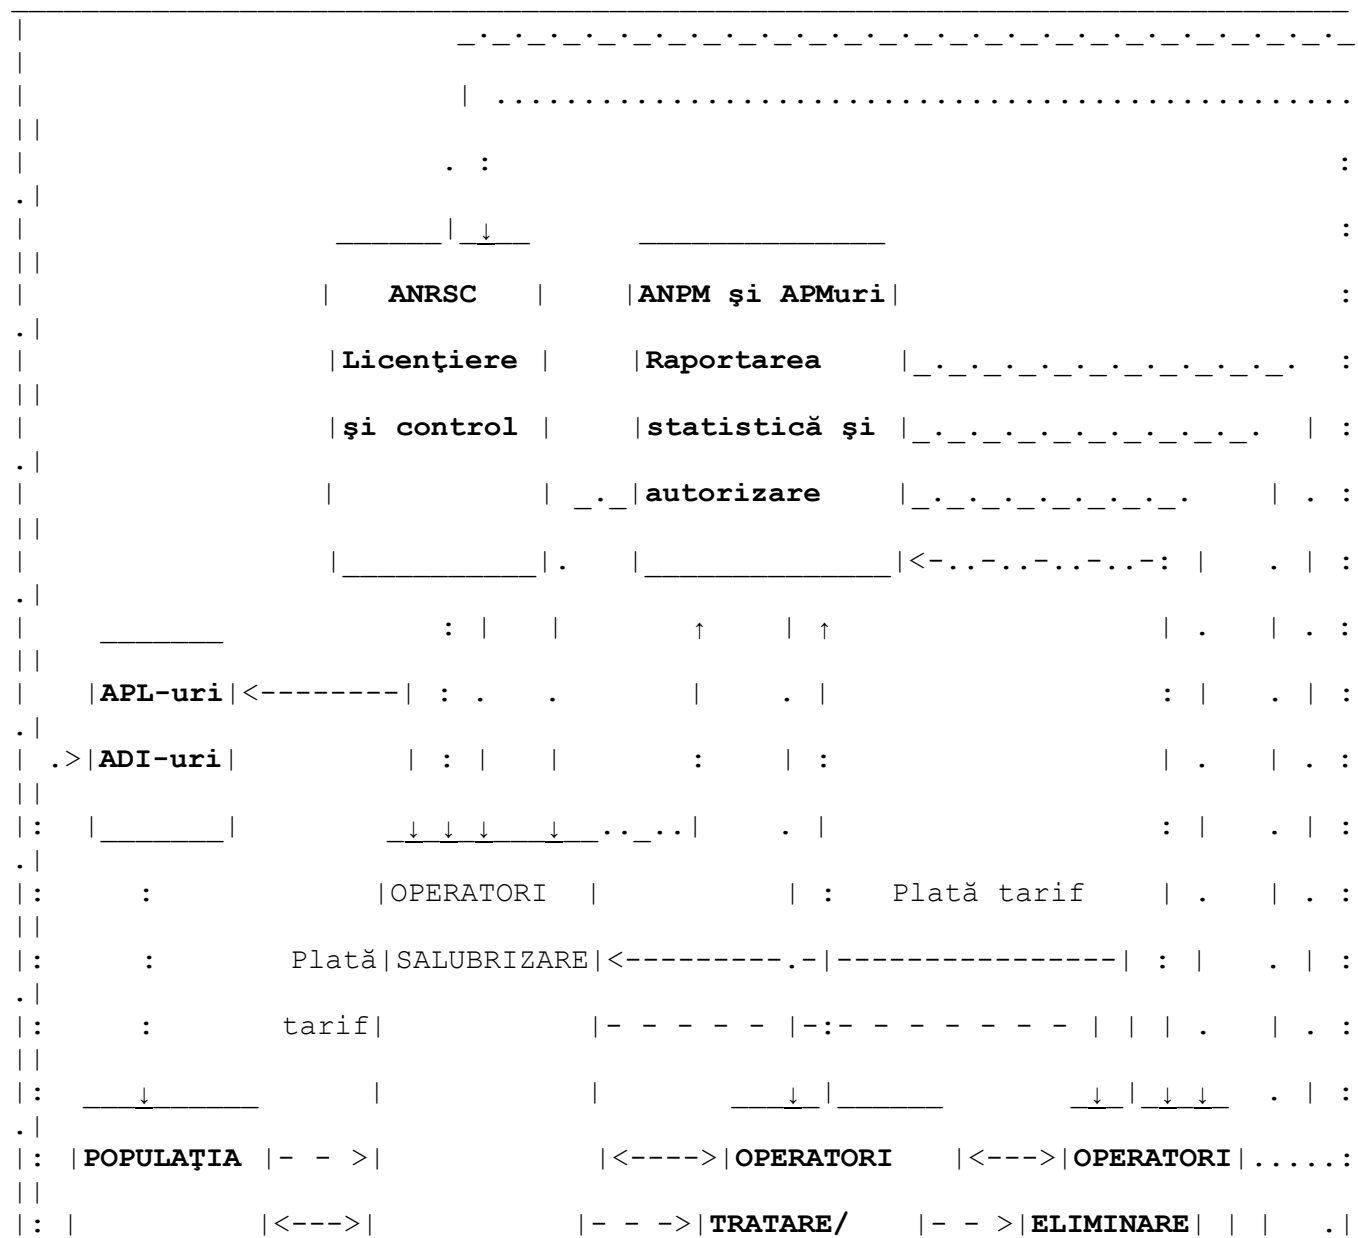 ANRSC ANPM şi APMuri
Licenţiere Raportarea
şi control statistică şi
autorizare
APL-uri
ADI-uri
OPERATORI Plată tarif
Plată SALUBRIZARE
tarif
POPULAŢIA OPERATORI OPERATORI
TRATARE/ ELIMINARE